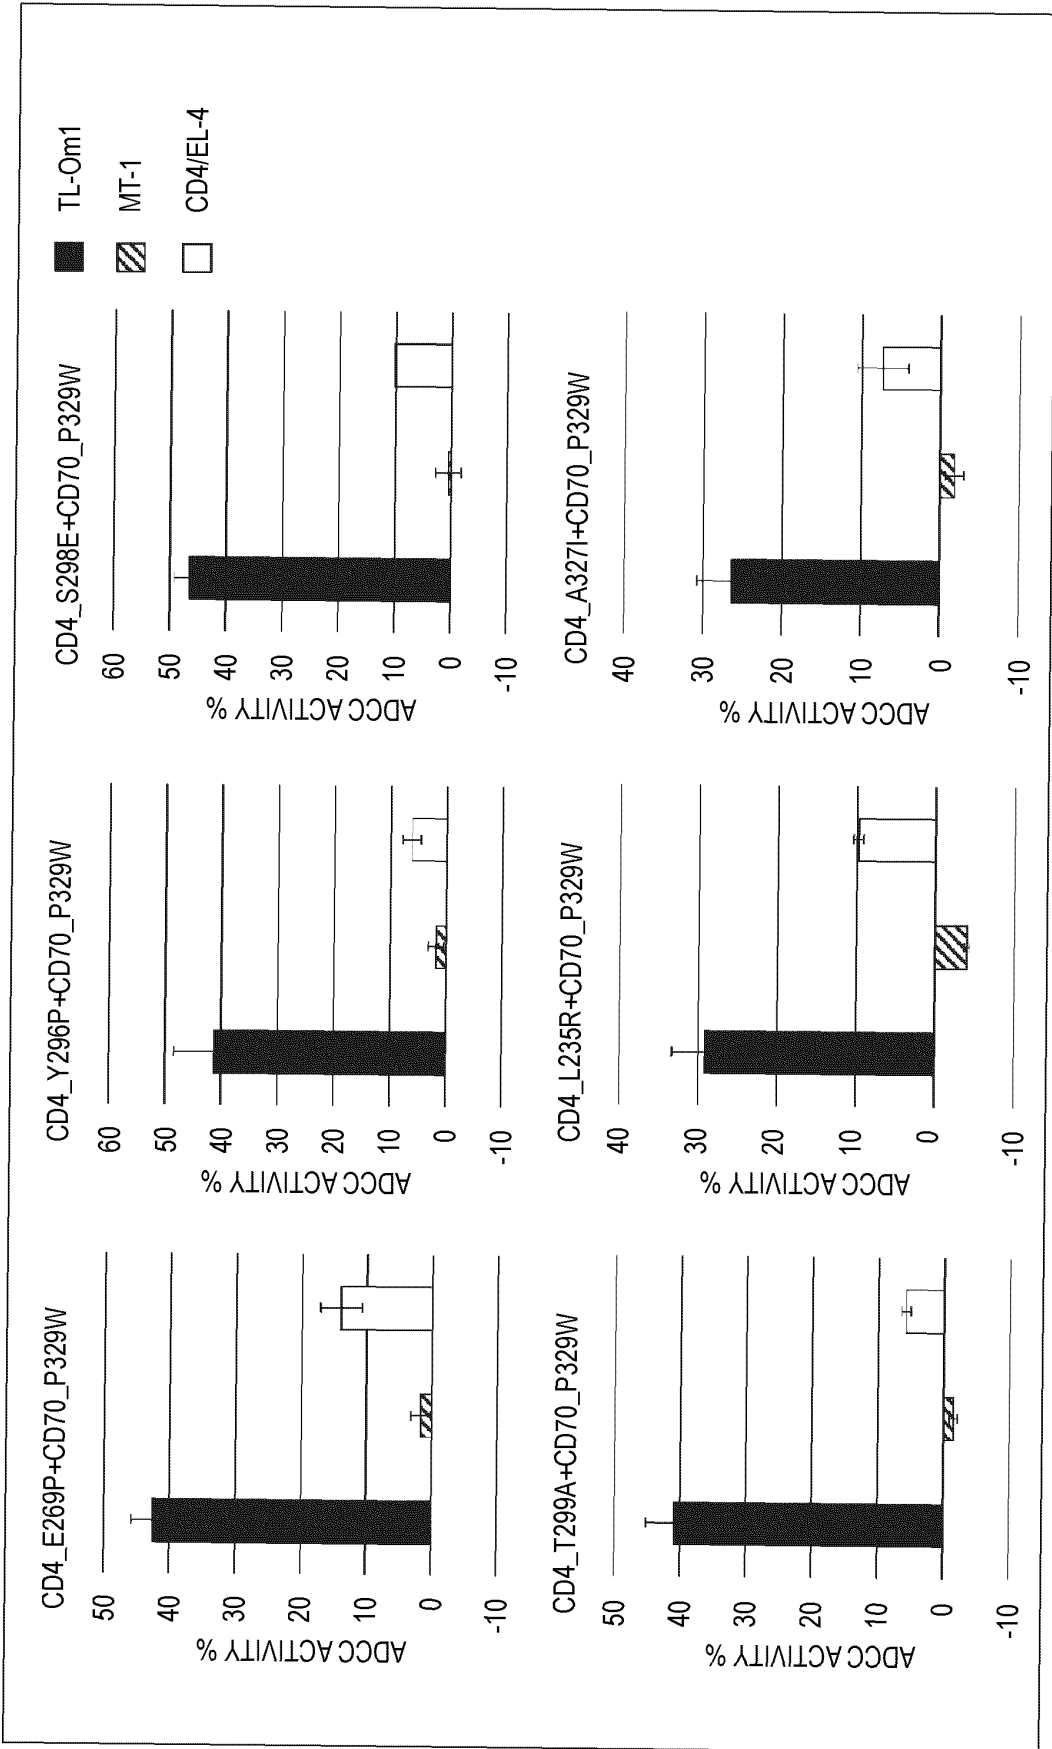 TL-Om1
MT-1
CD4/EL-4
CD4_E269P+CD70_P329W
ADCC ACTIVITY %
50
40
30
20
10
0
-10
CD4_Y296P+CD70_P329W
ADCC ACTIVITY %
60
50
40
30
20
10
0
-10
CD4_S298E+CD70_P329W
ADCC ACTIVITY %
60
50
40
30
20
10
0
-10
CD4_T299A+CD70_P329W
ADCC ACTIVITY %
50
40
30
20
10
0
-10
CD4_L235R+CD70_P329W
ADCC ACTIVITY %
40
30
20
10
0
-10
CD4_A327I+CD70_P329W
ADCC ACTIVITY %
40
30
20
10
0
-10